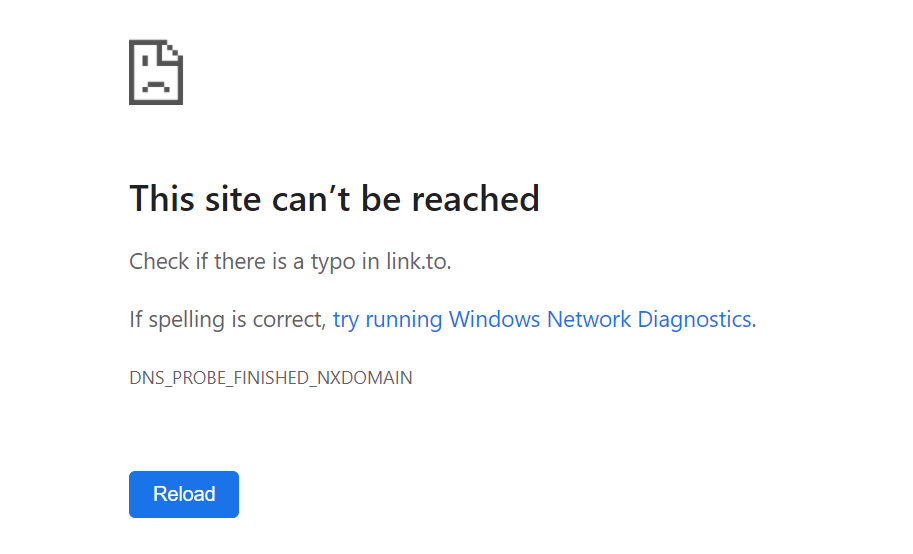 This site can’t be reached
Check if there is a typo in link.to.
If spelling is correct, try running Windows Network Diagnostics.
DNS_PROBE_FINISHED_NXDOMAIN
Reload